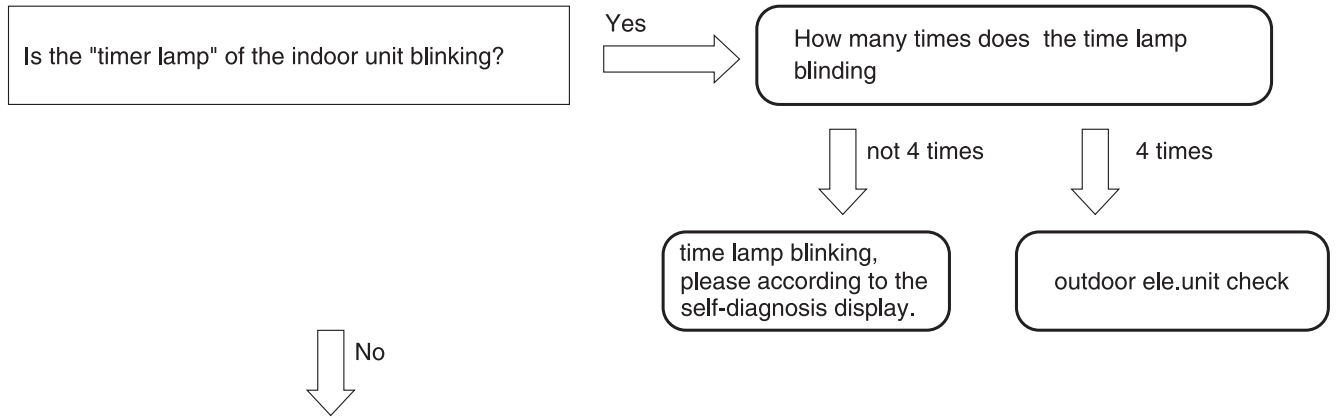 Is the "timer lamp" of the indoor unit blinking?
Yes
How many times does the time lamp
blinding
not 4 times
4 times
time lamp blinking,
please according to the
self-diagnosis display.
outdoor ele.unit check
No